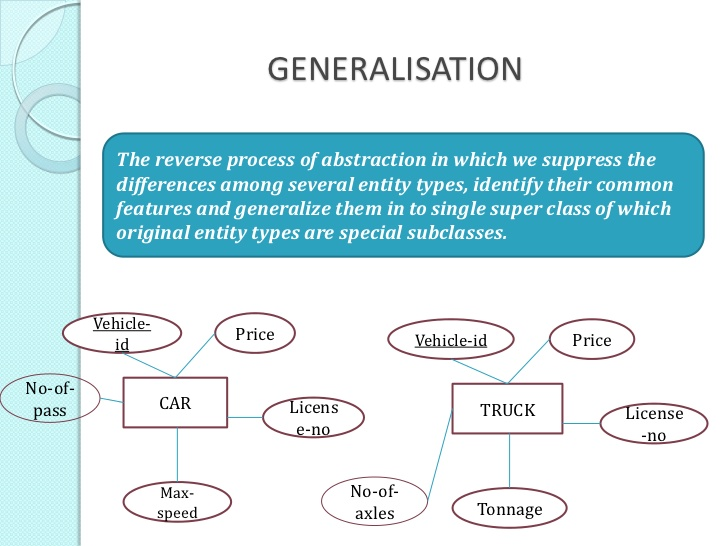 GENERALISATION
The reverse process of abstraction in which we suppress the
differences among several entity types, identify their common
features and generalize them in to single super class of which
original entity types are special subclasses.
Vehicle-
id
Price
No-of-
pass
CAR
Licens
e-no
Max-
speed
Vehicle-id
Price
TRUCK
License
-no
No-of-
axles
Tonnage